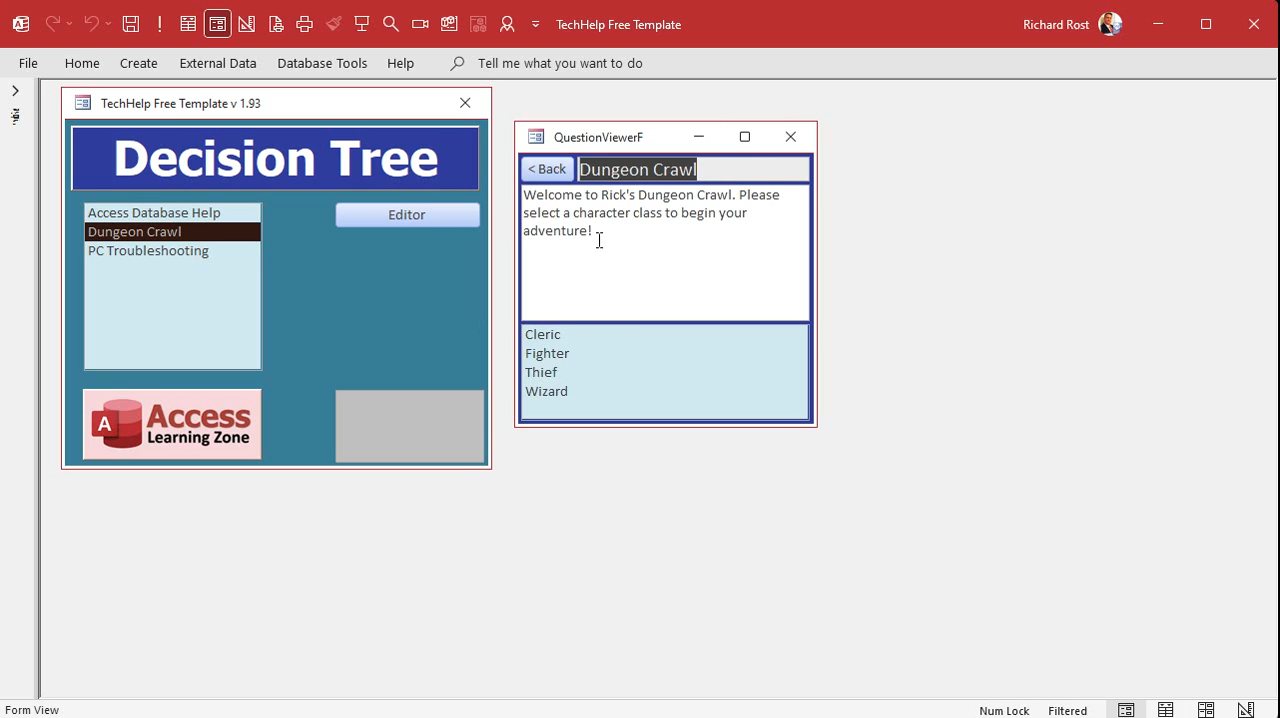 TechHelp Free Template
Richard Rost
File Home Create External Data Database Tools Help Tell me what you want to do
TechHelp Free Template v 1.93
Decision Tree
Access Database Help
Dungeon Crawl
PC Troubleshooting
Editor
A Access
Learning Zone
QuestionViewerF
< Back Dungeon Crawl
Welcome to Rick's Dungeon Crawl. Please
select a character class to begin your
adventure!
Cleric
Fighter
Thief
Wizard
Form View
Num Lock Filtered